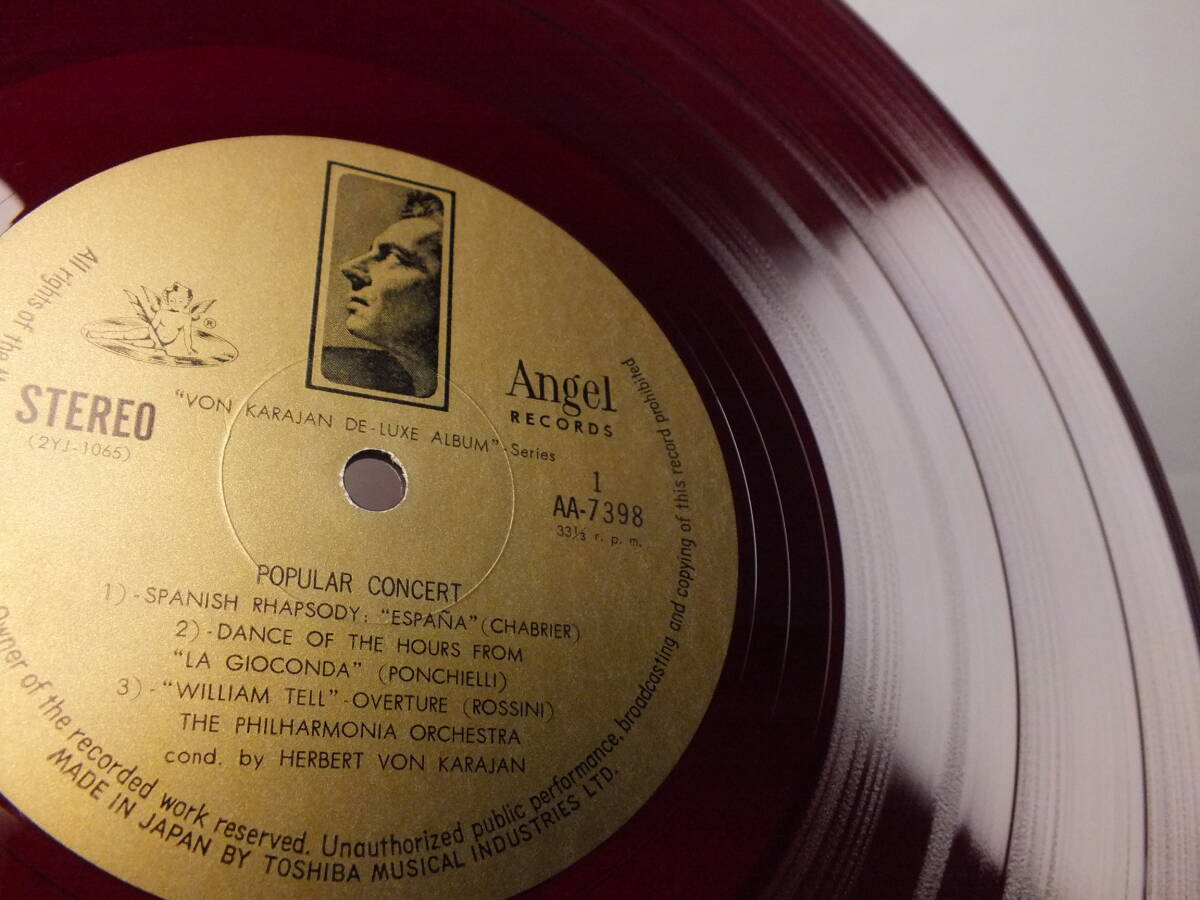 Angel
RECORDS
®
STEREO
(2YJ-1065)
"VON KARAJAN DE-LUXE ALBUM"-Series
1
AA-7398
33⅓ r. p. m.
POPULAR CONCERT
1)-SPANISH RHAPSODY: "ESPAÑA" (CHABRIER)
2)-DANCE OF THE HOURS FROM
"LA GIOCONDA" (PONCHIELLI)
3)-"WILLIAM TELL"-OVERTURE (ROSSINI)
THE PHILHARMONIA ORCHESTRA
cond. by HERBERT VON KARAJAN
All rights of the
Owner of the recorded work reserved. Unauthorized public performance, broadcasting and copying of this record prohibited
MADE IN JAPAN BY TOSHIBA MUSICAL INDUSTRIES LTD.